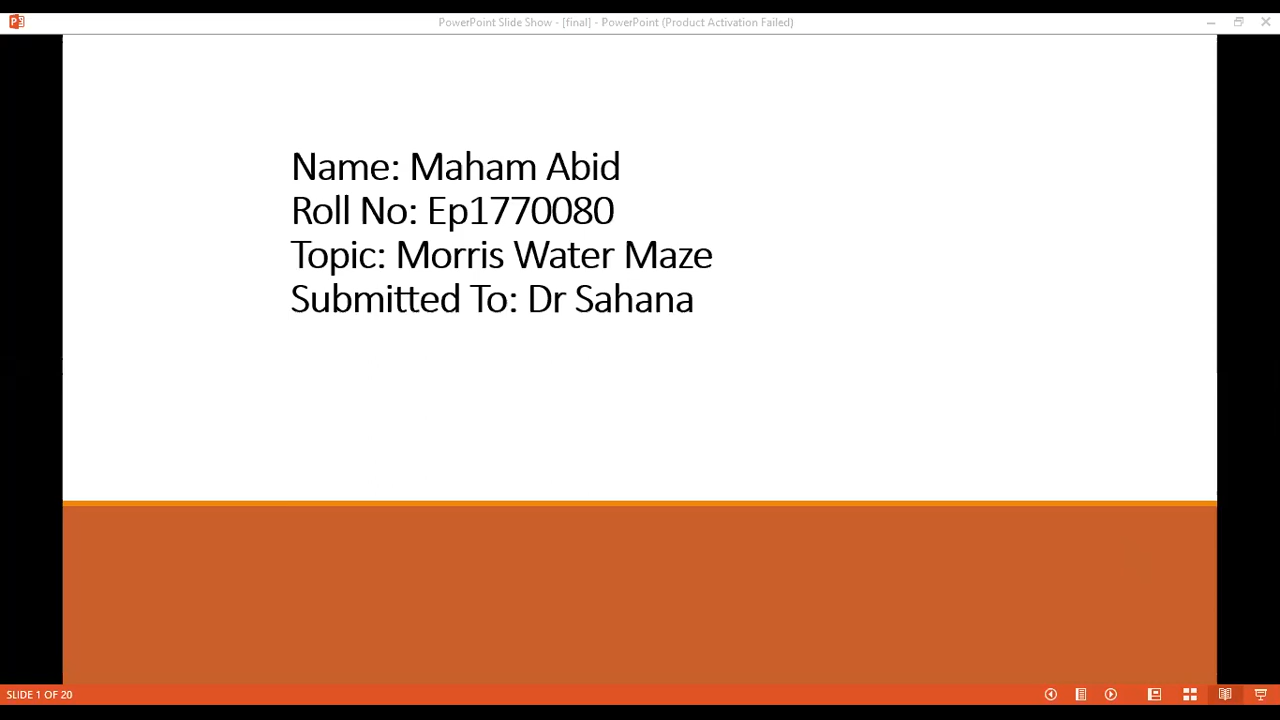 PowerPoint Slide Show - [final] - PowerPoint (Product Activation Failed)
Name: Maham Abid
Roll No: Ep1770080
Topic: Morris Water Maze
Submitted To: Dr Sahana
SLIDE 1 OF 20